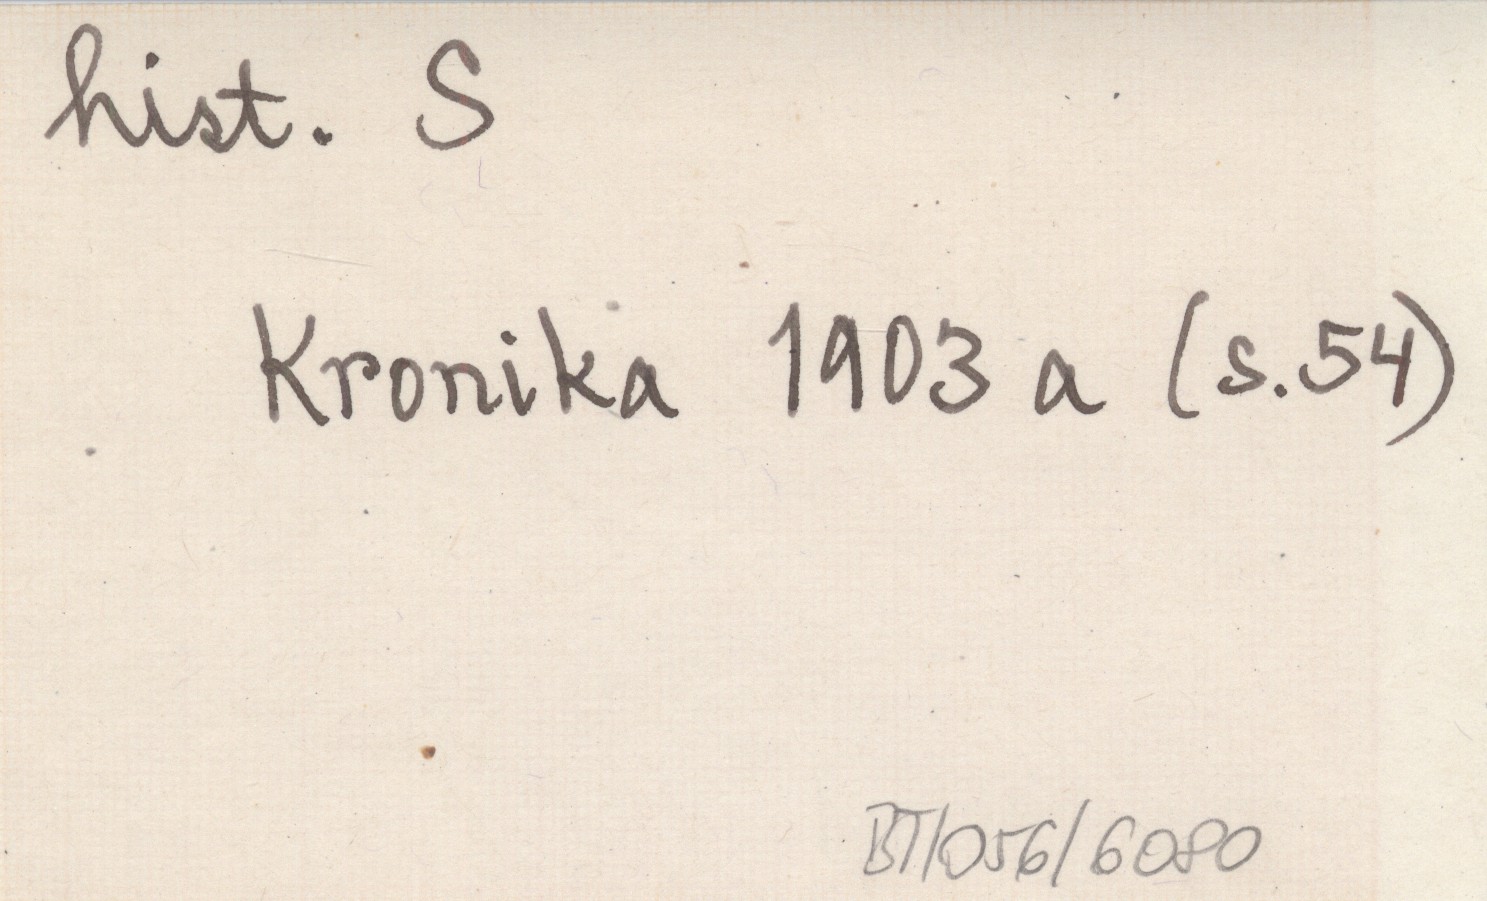 hist. S
Kronika 1903 a (s.54)
BT/056/6080